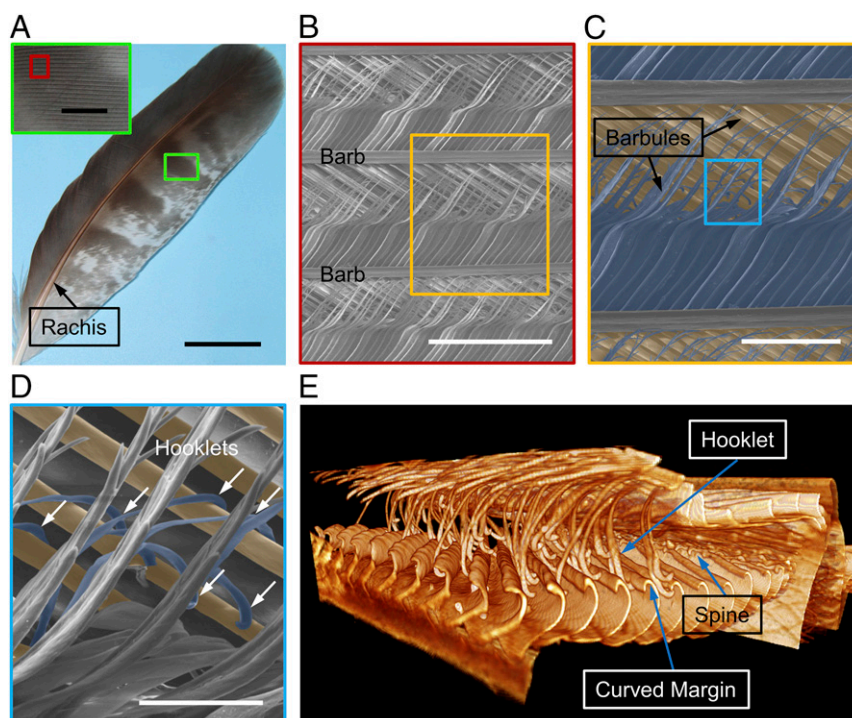 A
Rachis
B
Barb
Barb
C
Barbules
D
Hooklets
E
Hooklet
Spine
Curved Margin